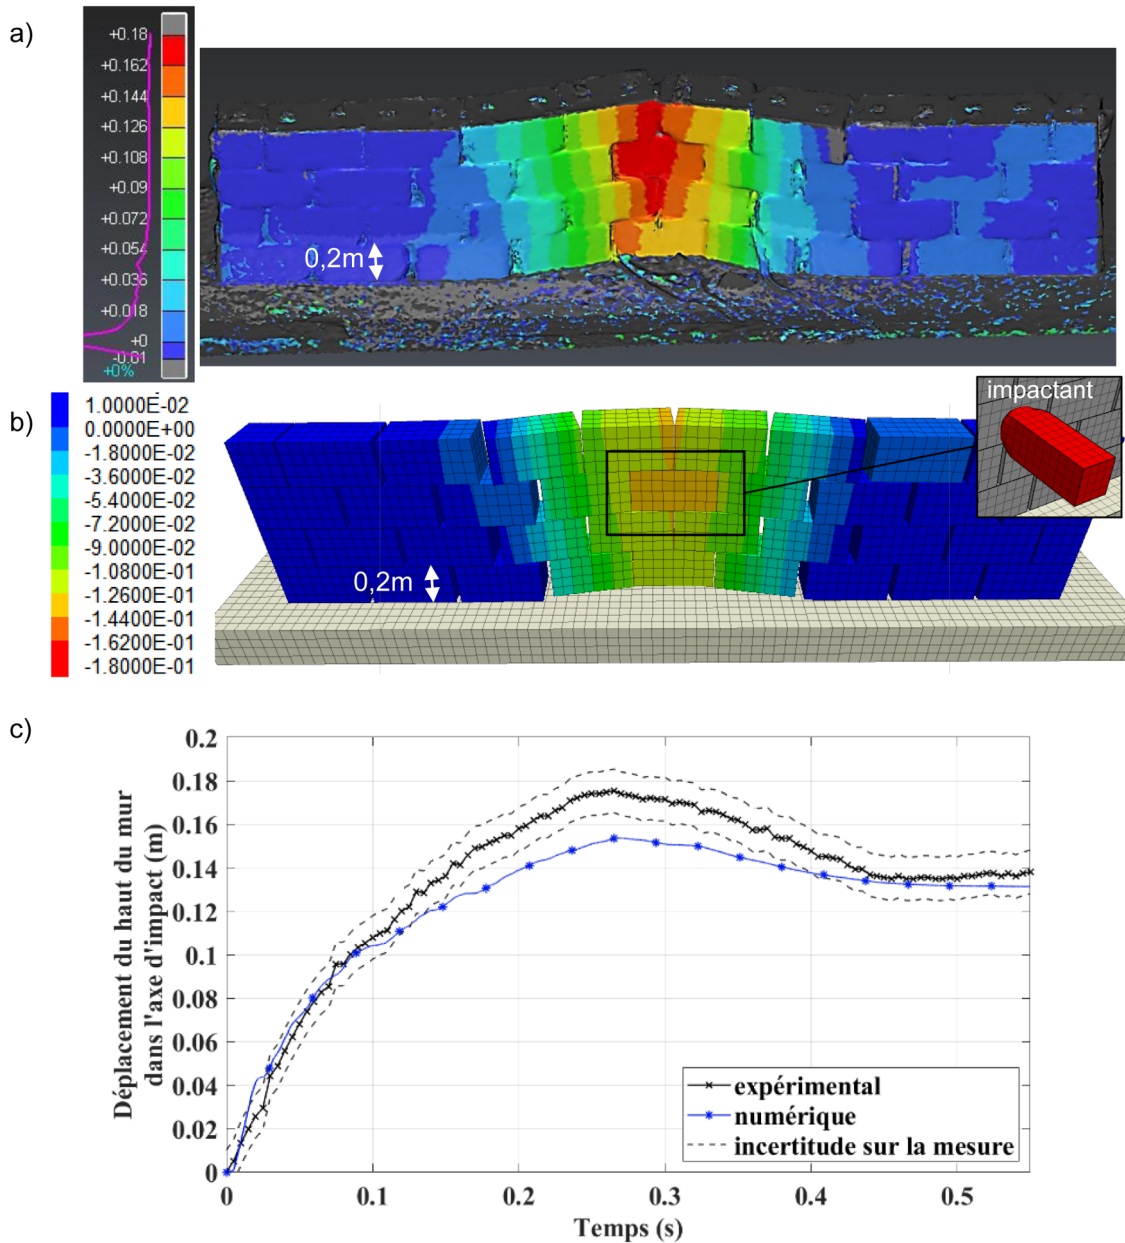 a)
+0.18
+0.162
+0.144
+0.126
+0.108
+0.09
+0.072
+0.054
+0.036
+0.018
+0
-0.01
+0%
0,2m
b)
1.0000E-02
0.0000E+00
-1.8000E-02
-3.6000E-02
-5.4000E-02
-7.2000E-02
-9.0000E-02
-1.0800E-01
-1.2600E-01
-1.4400E-01
-1.6200E-01
-1.8000E-01
impactant
0,2m
c)
Déplacement du haut du mur
dans l'axe d'impact (m)
0.2
0.18
0.16
0.14
0.12
0.1
0.08
0.06
0.04
0.02
0
expérimental
numérique
incertitude sur la mesure
0 0.1 0.2 0.3 0.4 0.5
Temps (s)